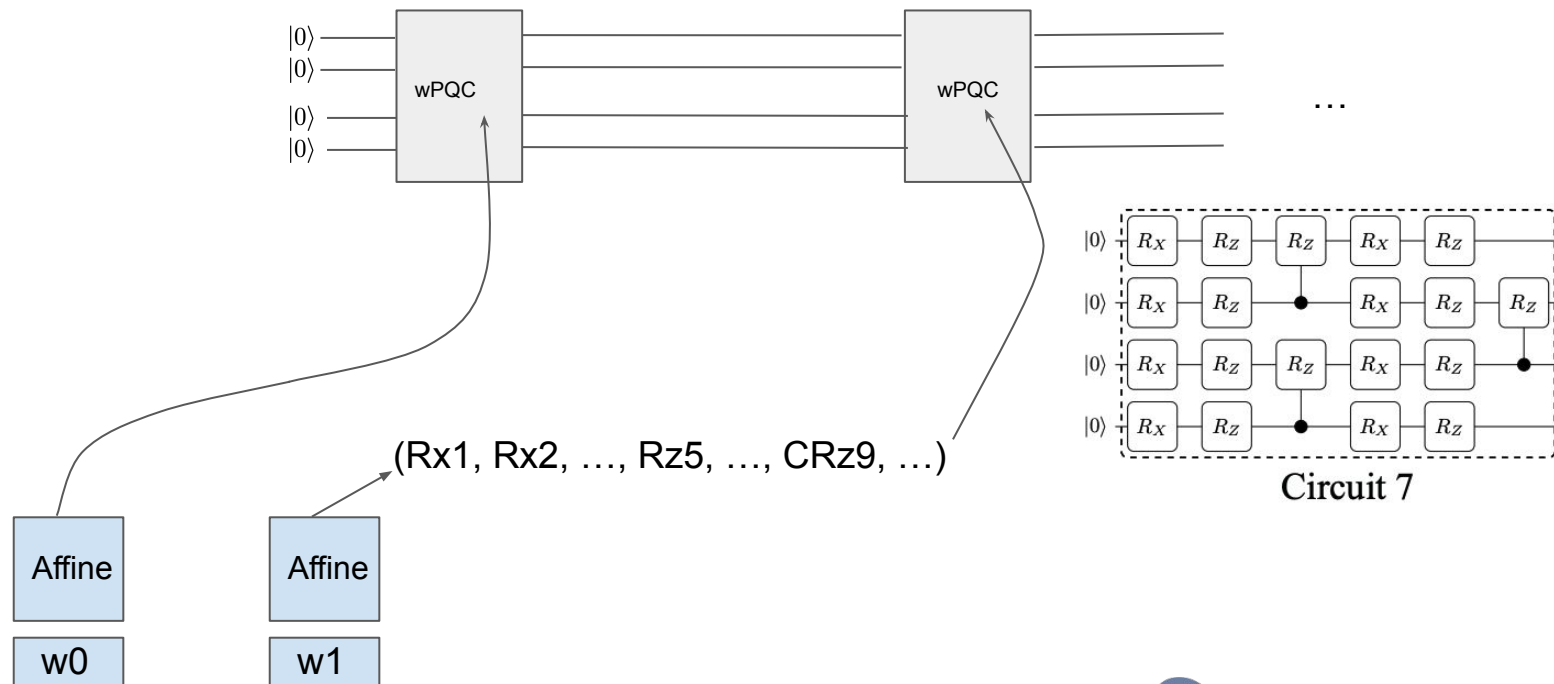 |0⟩
|0⟩
|0⟩
|0⟩
wPQC
wPQC
…
|0⟩ R_X R_Z R_Z R_X R_Z
|0⟩ R_X R_Z R_X R_Z R_Z
|0⟩ R_X R_Z R_Z R_X R_Z
|0⟩ R_X R_Z R_X R_Z
Circuit 7
(Rx1, Rx2, …, Rz5, …, CRz9, …)
Affine
Affine
w0
w1